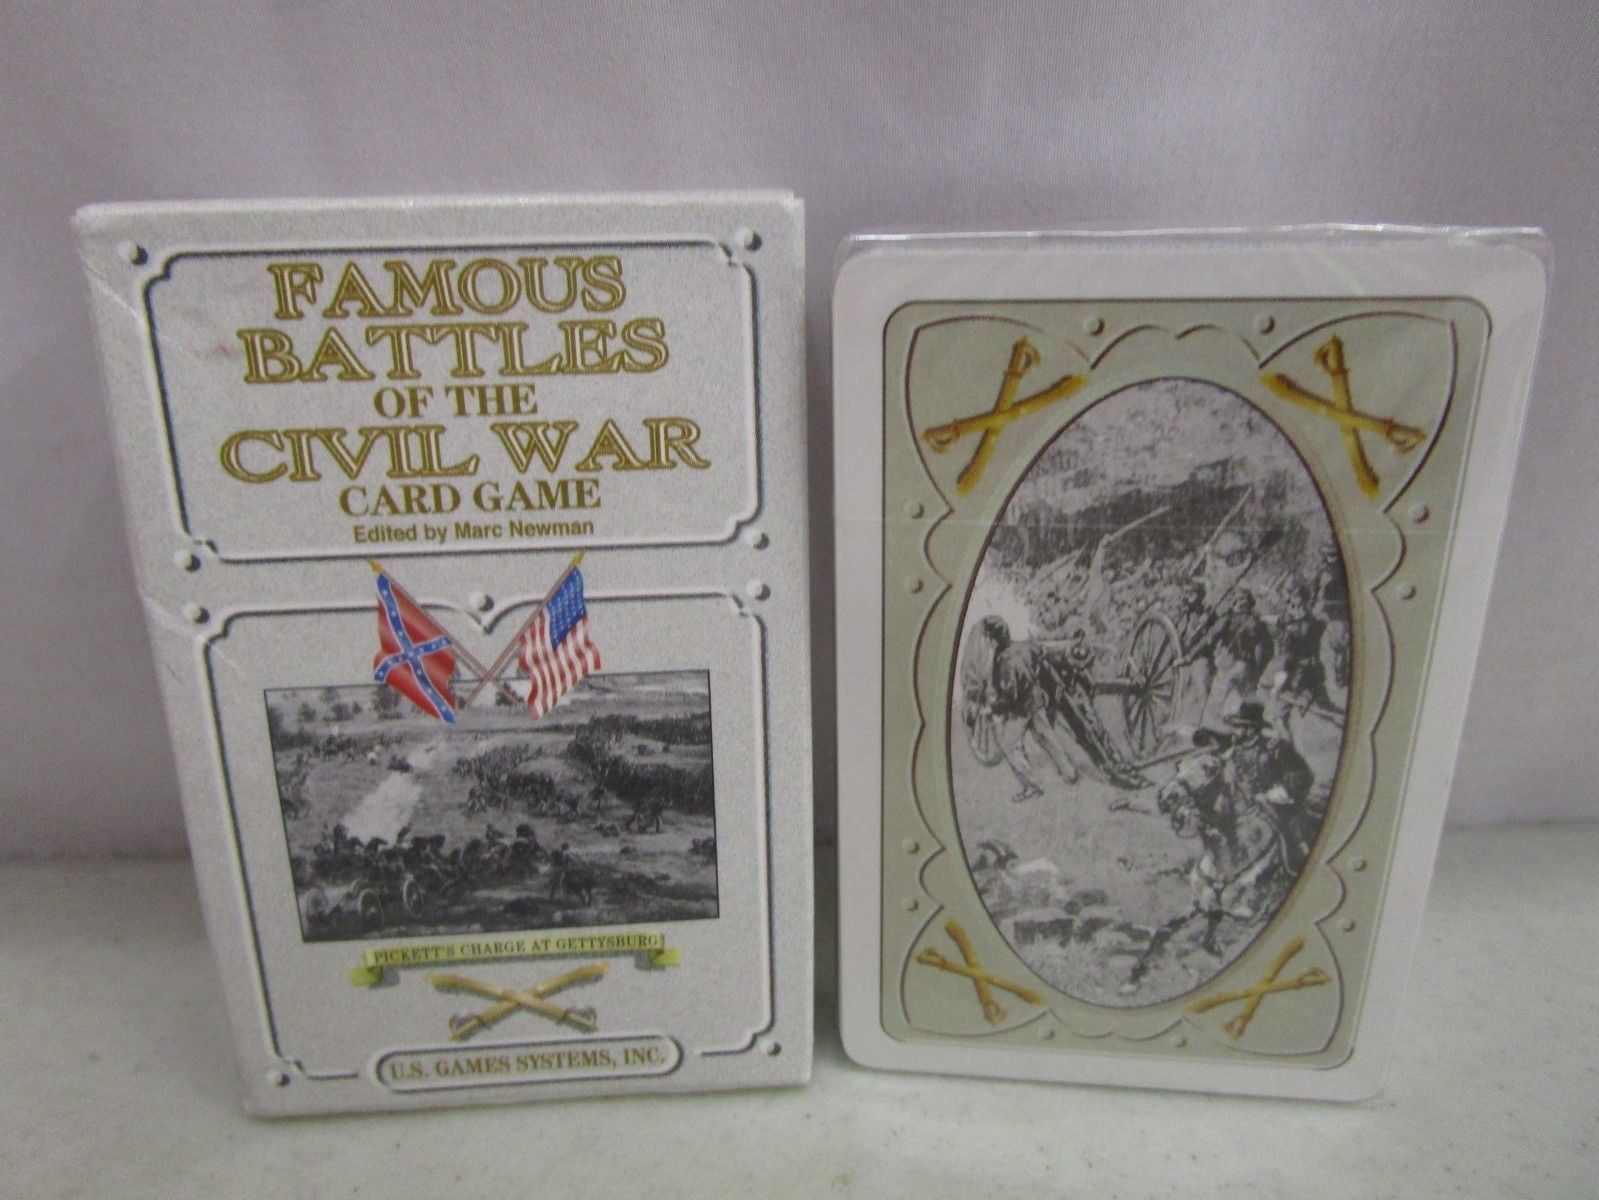 FAMOUS
BATTLES
OF THE
CIVIL WAR
CARD GAME
Edited by Marc Newman
PICKETT'S CHARGE AT GETTYSBURG
U.S. GAMES SYSTEMS, INC.